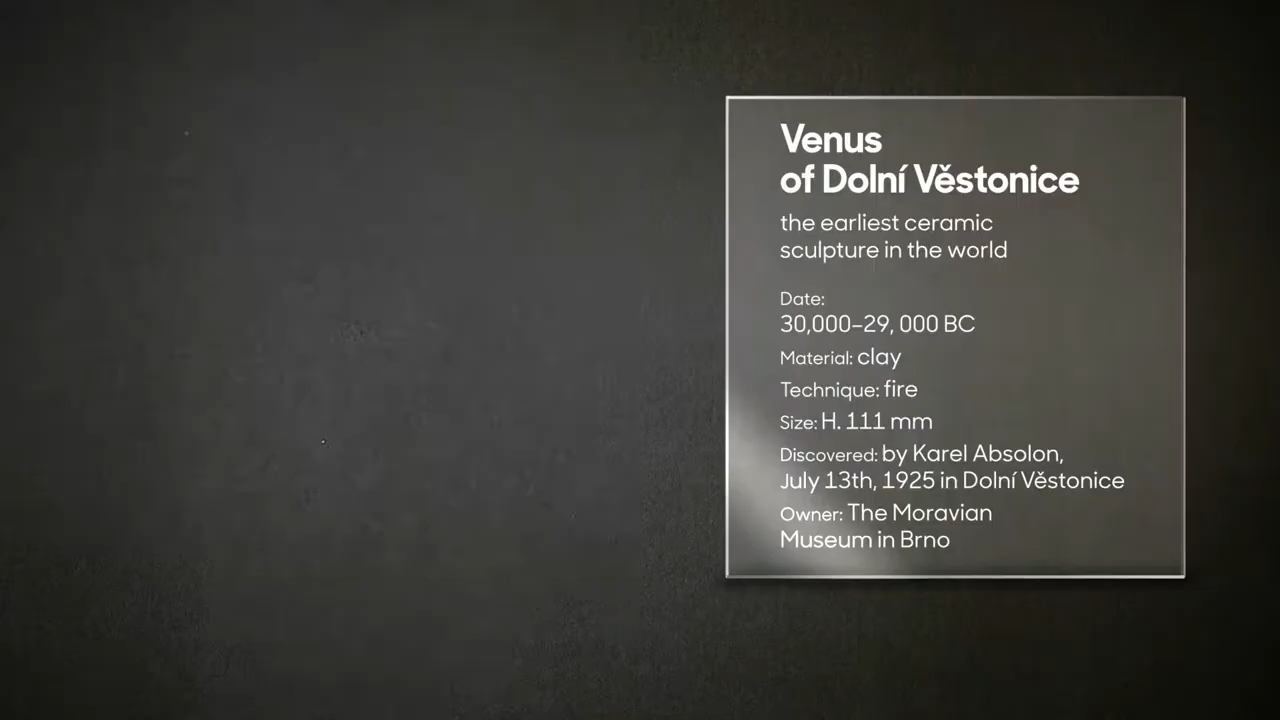 Venus
of Dolní Věstonice
the earliest ceramic
sculpture in the world
Date:
30,000–29, 000 BC
Material: clay
Technique: fire
Size: H. 111 mm
Discovered: by Karel Absolon,
July 13th, 1925 in Dolní Věstonice
Owner: The Moravian
Museum in Brno